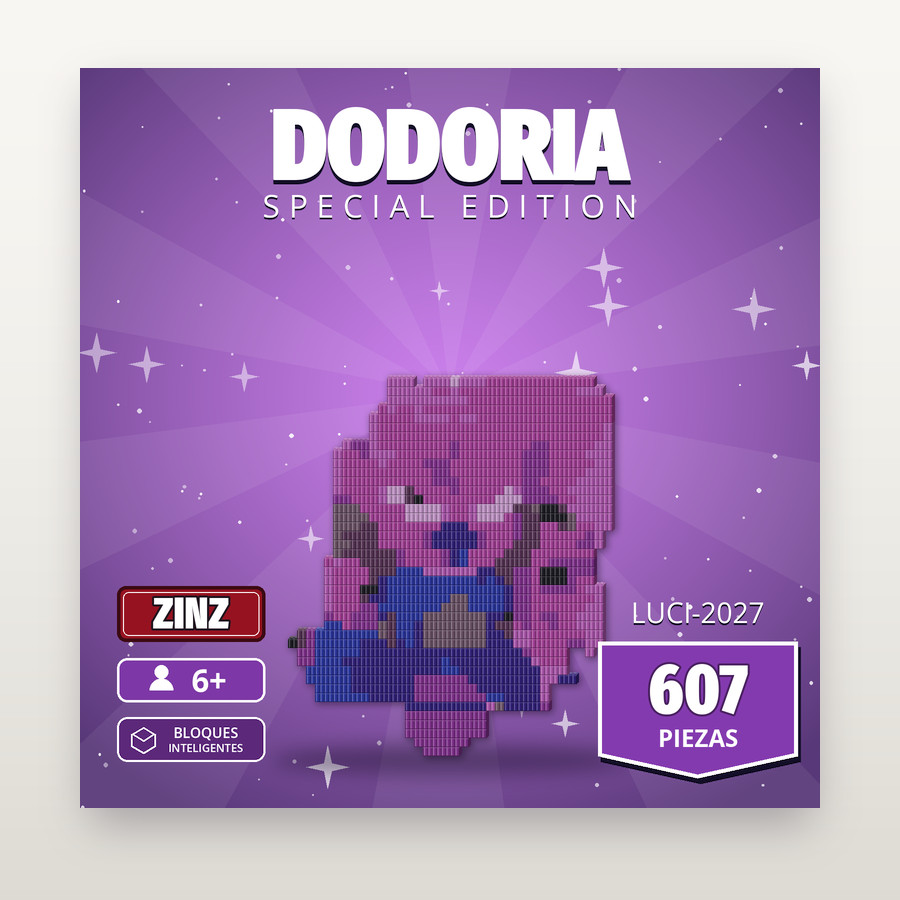 DODORIA
SPECIAL EDITION
ZINZ
6+
BLOQUES
INTELIGENTES
LUCI-2027
607
PIEZAS